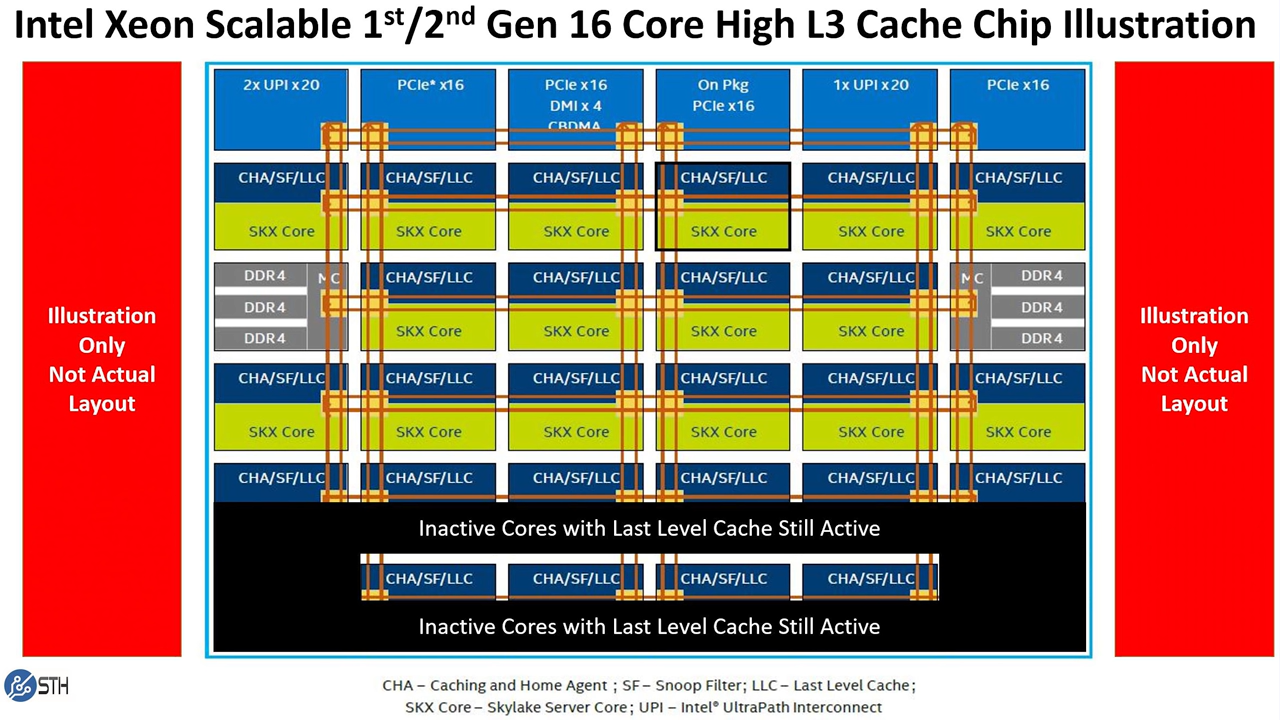 Intel Xeon Scalable 1st/2nd Gen 16 Core High L3 Cache Chip Illustration
Illustration
Only
Not Actual
Layout
2x UPI x20
PCIe* x16
PCIe x16
DMI x 4
CBDMA
On Pkg
PCIe x16
1x UPI x20
PCIe x16
CHA/SF/LLC CHA/SF/LLC CHA/SF/LLC CHA/SF/LLC CHA/SF/LLC CHA/SF/LLC
SKX Core SKX Core SKX Core SKX Core SKX Core SKX Core
DDR4 MC CHA/SF/LLC CHA/SF/LLC CHA/SF/LLC CHA/SF/LLC MC DDR4
DDR4 DDR4
SKX Core SKX Core SKX Core SKX Core
DDR4 DDR4
CHA/SF/LLC CHA/SF/LLC CHA/SF/LLC CHA/SF/LLC CHA/SF/LLC CHA/SF/LLC
SKX Core SKX Core SKX Core SKX Core SKX Core SKX Core
CHA/SF/LLC CHA/SF/LLC CHA/SF/LLC CHA/SF/LLC CHA/SF/LLC CHA/SF/LLC
Inactive Cores with Last Level Cache Still Active
CHA/SF/LLC CHA/SF/LLC CHA/SF/LLC CHA/SF/LLC
Inactive Cores with Last Level Cache Still Active
Illustration
Only
Not Actual
Layout
STH
CHA – Caching and Home Agent ; SF – Snoop Filter; LLC – Last Level Cache;
SKX Core – Skylake Server Core; UPI – Intel® UltraPath Interconnect